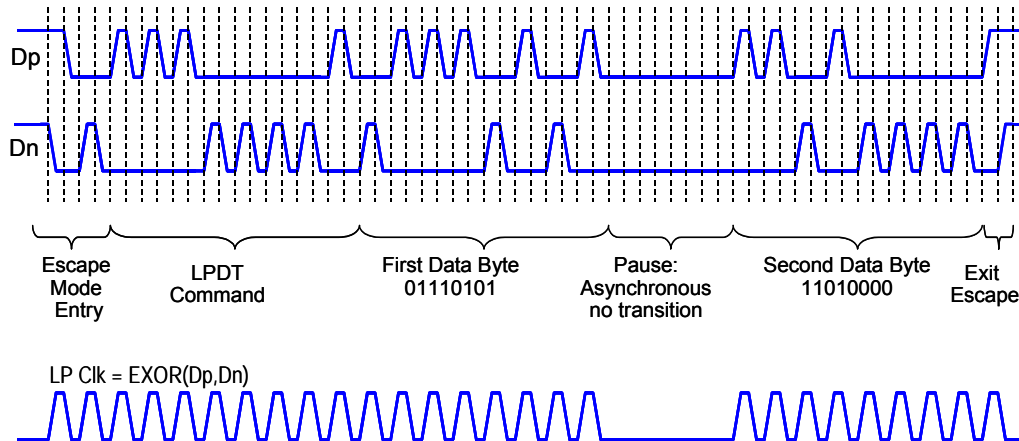 Dp
Dn
Escape
Mode
Entry
LPDT
Command
First Data Byte
01110101
Pause:
Asynchronous
no transition
Second Data Byte
11010000
Exit
Escape
LP Clk = EXOR(Dp,Dn)